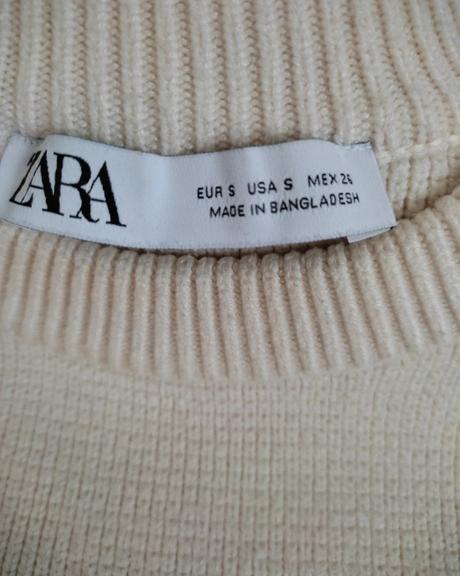 ZARA
EUR S USA S MEX 26
MADE IN BANGLADESH